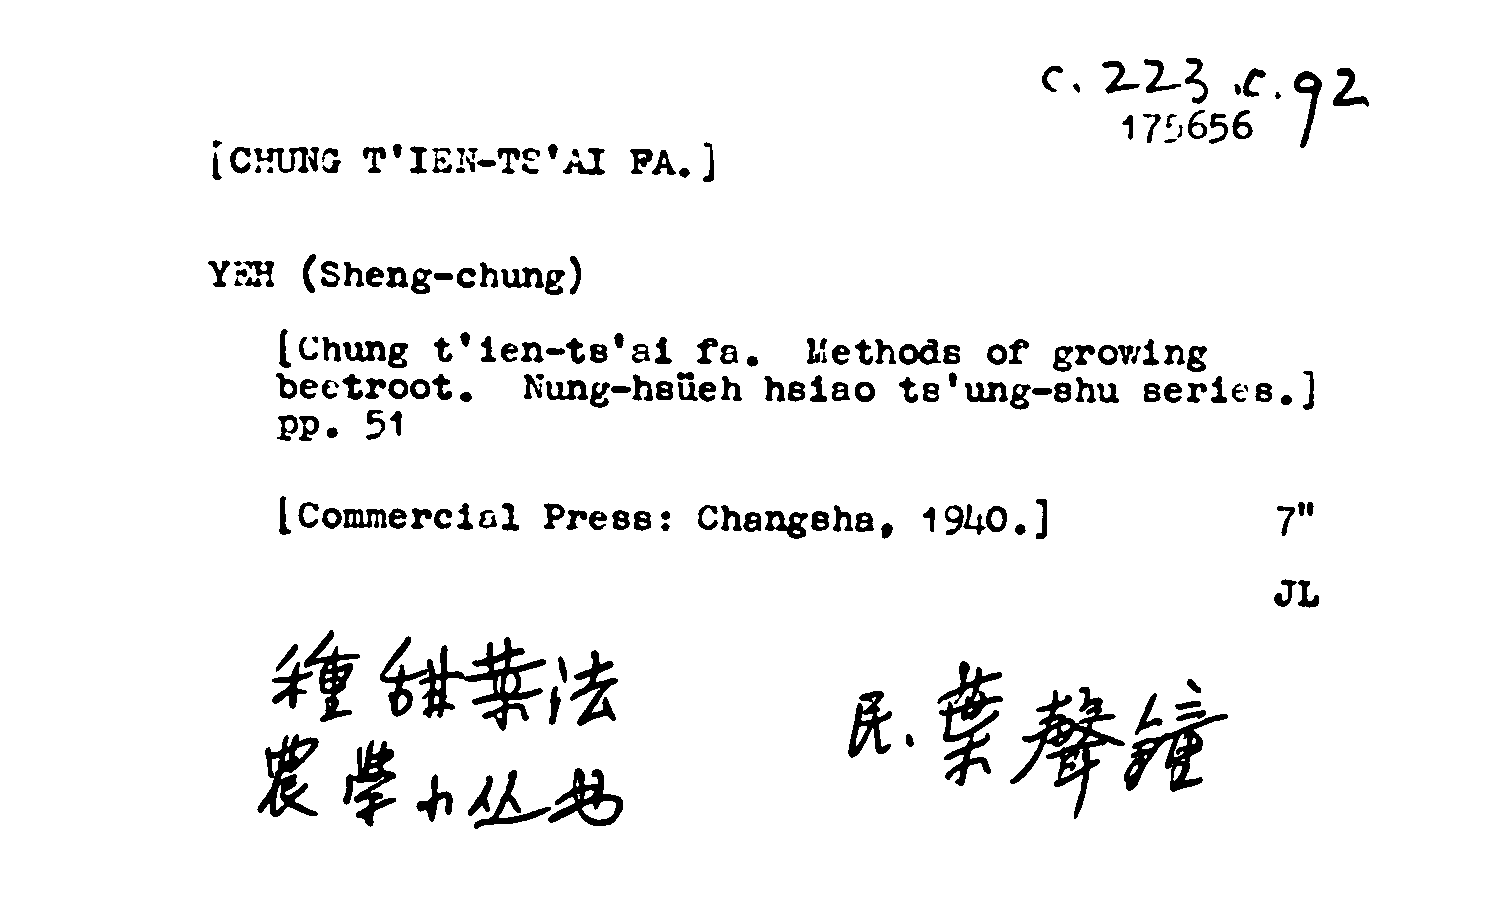 c. 223 .c. 92
175656
[CHUNG T'IEN-TS'AI FA.]
YEH (Sheng-chung)
[Chung t'ien-ts'ai fa. Methods of growing
beetroot. Nung-hsüeh hsiao ts'ung-shu series.]
pp. 51
[Commercial Press: Changsha, 1940.] 7"
JL
種甜菜法
民.葉聲鐘
農學小丛书